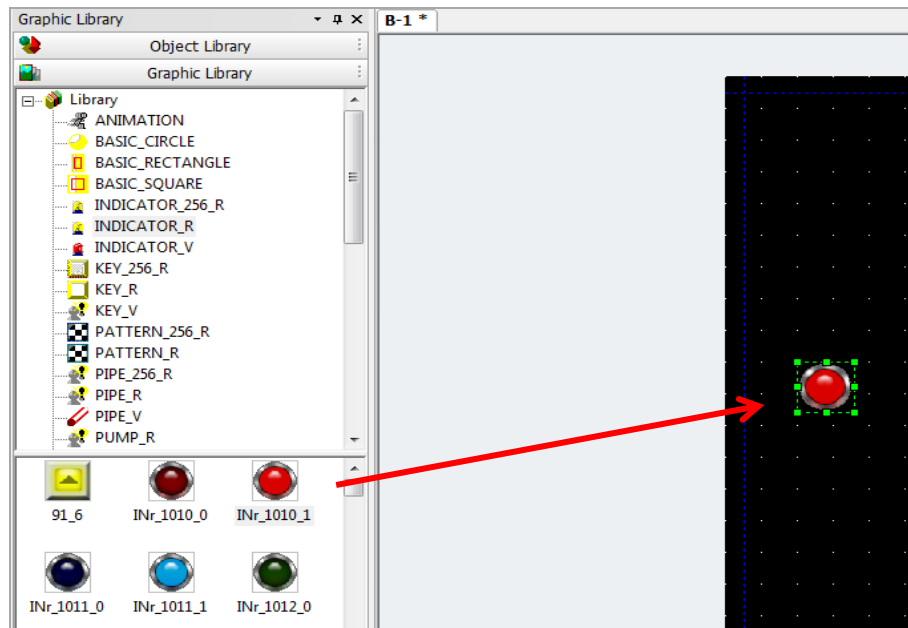 Graphic Library
B-1 *
Object Library
Graphic Library
Library
ANIMATION
BASIC_CIRCLE
BASIC_RECTANGLE
BASIC_SQUARE
INDICATOR_256_R
INDICATOR_R
INDICATOR_V
KEY_256_R
KEY_R
KEY_V
PATTERN_256_R
PATTERN_R
PIPE_256_R
PIPE_R
PIPE_V
PUMP_R
91_6 INr_1010_0 INr_1010_1
INr_1011_0 INr_1011_1 INr_1012_0